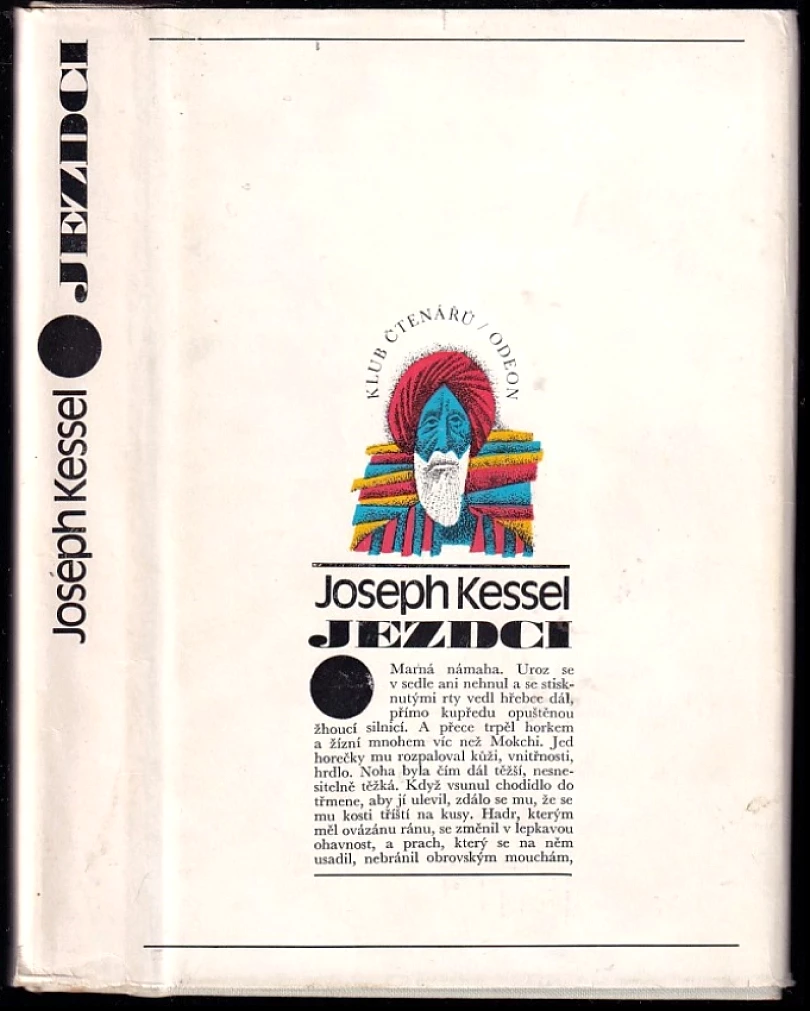 JEZDCI
Joseph Kessel
KLUB ČTENÁŘŮ / ODEON
Joseph Kessel
JEZDCI
Marná námaha. Uroz se
v sedle ani nehnul a se stisk-
nutými rty vedl hřebce dál,
přímo kupředu opuštěnou
žhoucí silnicí. A přece trpěl horkem
a žízní mnohem víc než Mokchi. Jed
horečky mu rozpaloval kůži, vnitřnosti,
hrdlo. Noha byla čím dál těžší, nesne-
sitelně těžká. Když vsunul chodidlo do
třmene, aby jí ulevil, zdálo se mu, že se
mu kosti tříští na kusy. Hadr, kterým
měl ovázánu ránu, se změnil v lepkavou
ohavnost, a prach, který se na něm
usadil, nebránil obrovským mouchám,